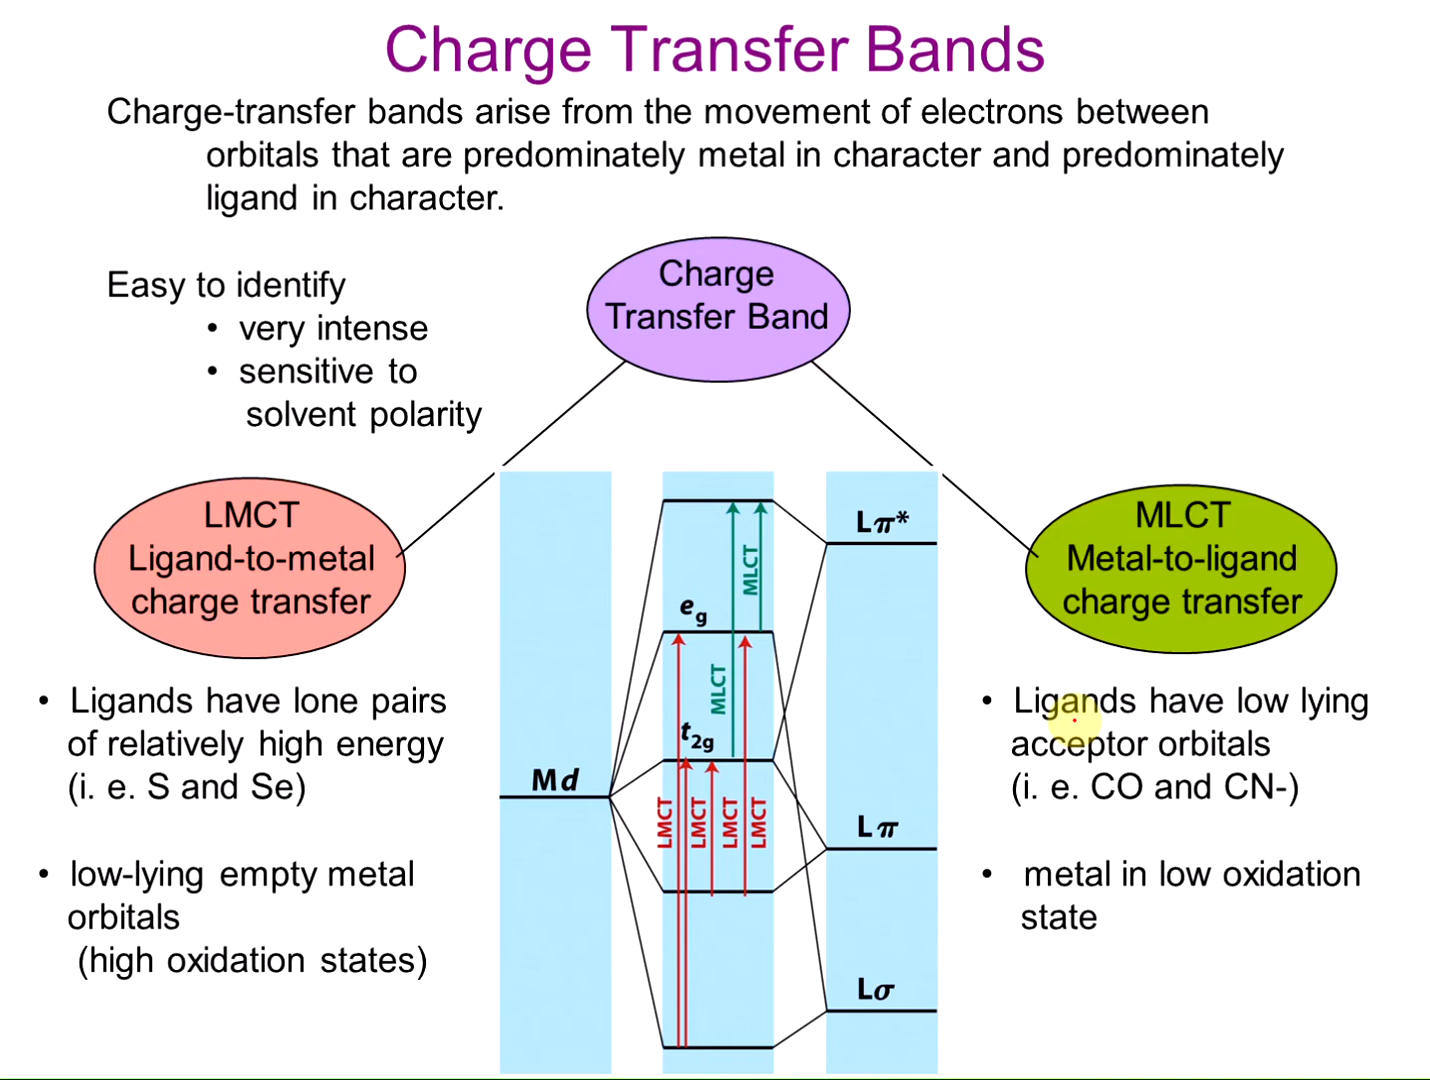 Charge Transfer Bands
Charge-transfer bands arise from the movement of electrons between
orbitals that are predominately metal in character and predominately
ligand in character.
Easy to identify
• very intense
• sensitive to
solvent polarity
Charge
Transfer Band
LMCT
Ligand-to-metal
charge transfer
• Ligands have lone pairs
of relatively high energy
(i. e. S and Se)
• low-lying empty metal
orbitals
(high oxidation states)
Lπ*
MLCT
e_g
MLCT
t_2g
Md
LMCT
LMCT
LMCT
LMCT
Lπ
Lσ
MLCT
Metal-to-ligand
charge transfer
• Ligands have low lying
acceptor orbitals
(i. e. CO and CN-)
• metal in low oxidation
state